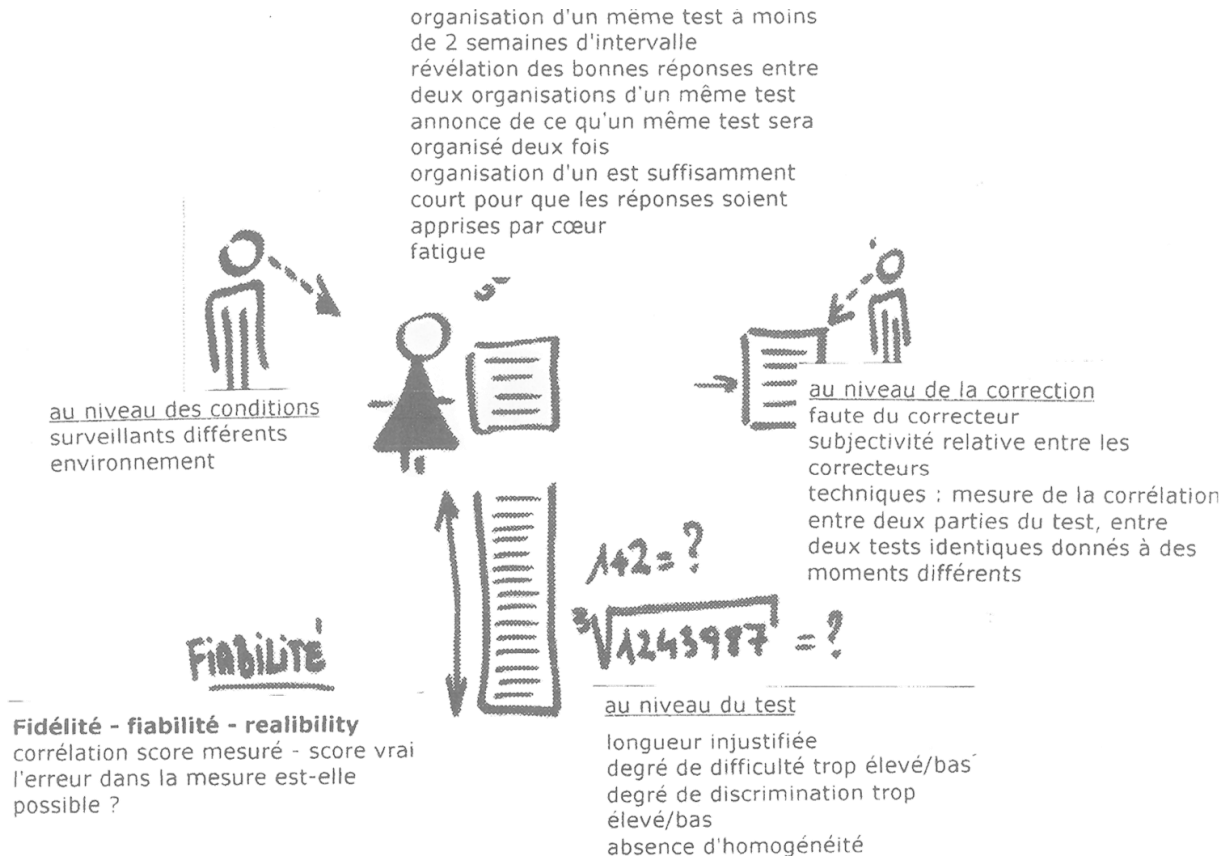 organisation d'un même test à moins
de 2 semaines d'intervalle
révélation des bonnes réponses entre
deux organisations d'un même test
annonce de ce qu'un même test sera
organisé deux fois
organisation d'un est suffisamment
court pour que les réponses soient
apprises par cœur
fatigue
au niveau des conditions
surveillants différents
environnement
au niveau de la correction
faute du correcteur
subjectivité relative entre les
correcteurs
techniques : mesure de la corrélation
entre deux parties du test, entre
deux tests identiques donnés à des
moments différents
1+2=?
³√1243987 = ?
FIABILITÉ
Fidélité - fiabilité - realibility
corrélation score mesuré - score vrai
l'erreur dans la mesure est-elle
possible ?
au niveau du test
longueur injustifiée
degré de difficulté trop élevé/bas
degré de discrimination trop
élevé/bas
absence d'homogénéité